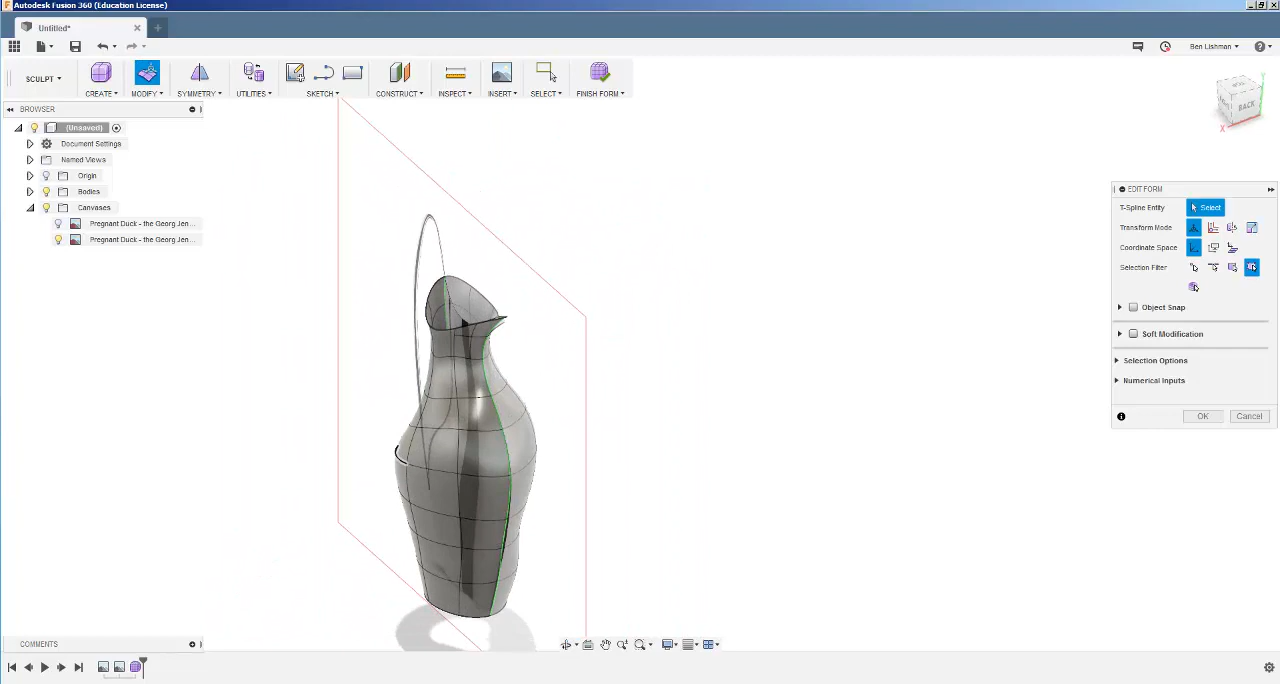 Autodesk Fusion 360 (Education License)
Untitled*
Ben Lishman
SCULPT
CREATE
MODIFY
SYMMETRY
UTILITIES
SKETCH
CONSTRUCT
INSPECT
INSERT
SELECT
FINISH FORM
BROWSER
(Unsaved)
Document Settings
Named Views
Origin
Bodies
Canvases
Pregnant Duck - the Georg Jen...
Pregnant Duck - the Georg Jen...
Y
BACK
X
EDIT FORM
T-Spline Entity
Select
Transform Mode
Coordinate Space
Selection Filter
Object Snap
Soft Modification
Selection Options
Numerical Inputs
OK
Cancel
COMMENTS